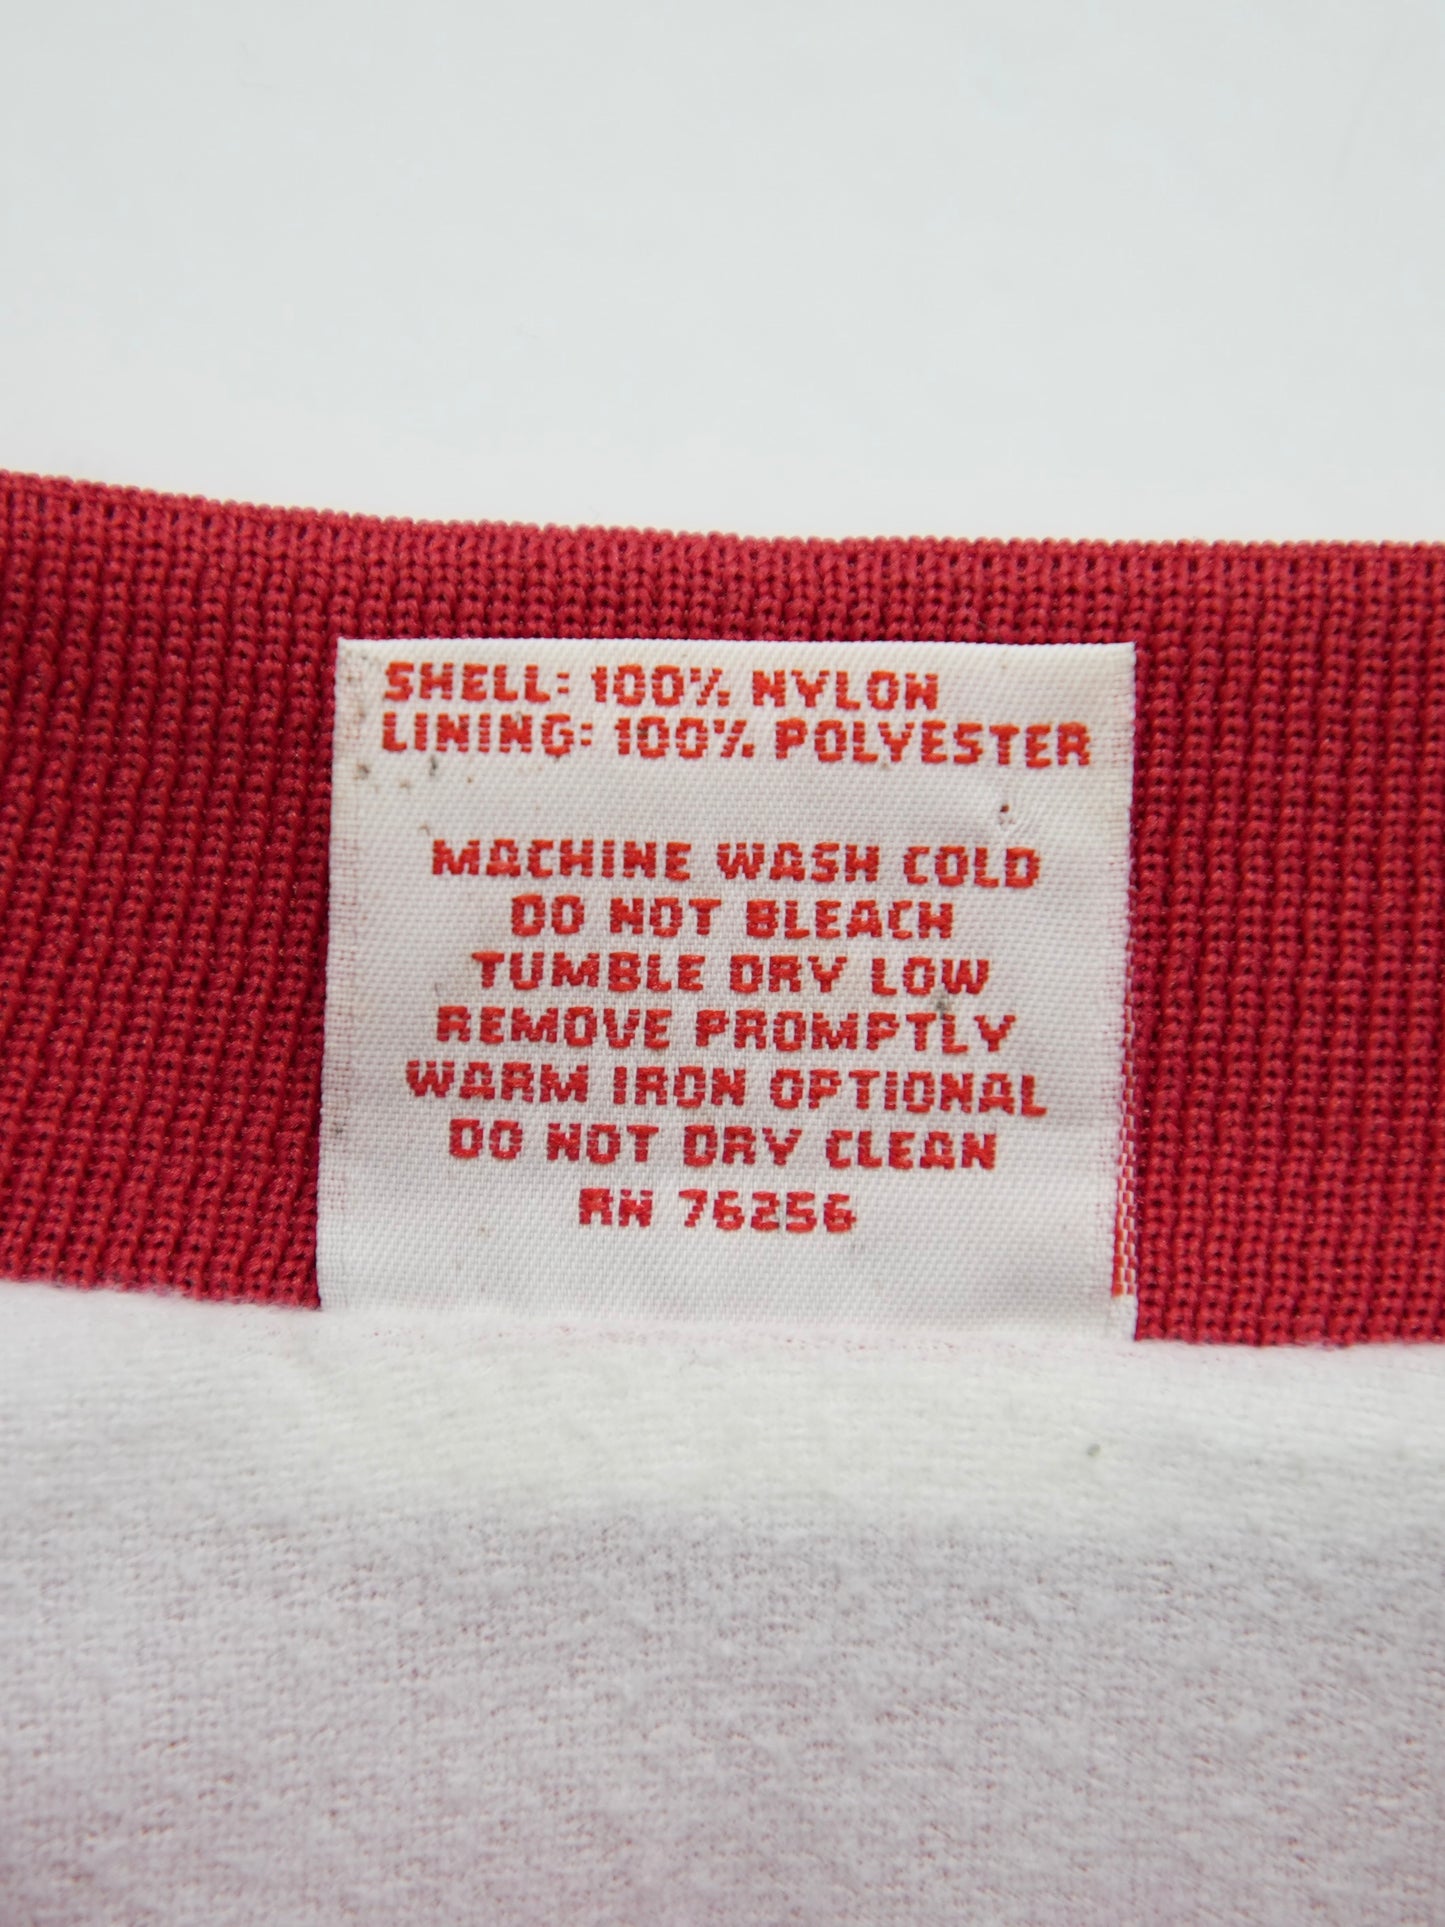 SHELL: 100% NYLON
LINING: 100% POLYESTER
MACHINE WASH COLD
DO NOT BLEACH
TUMBLE DRY LOW
REMOVE PROMPTLY
WARM IRON OPTIONAL
DO NOT DRY CLEAN
RN 76256